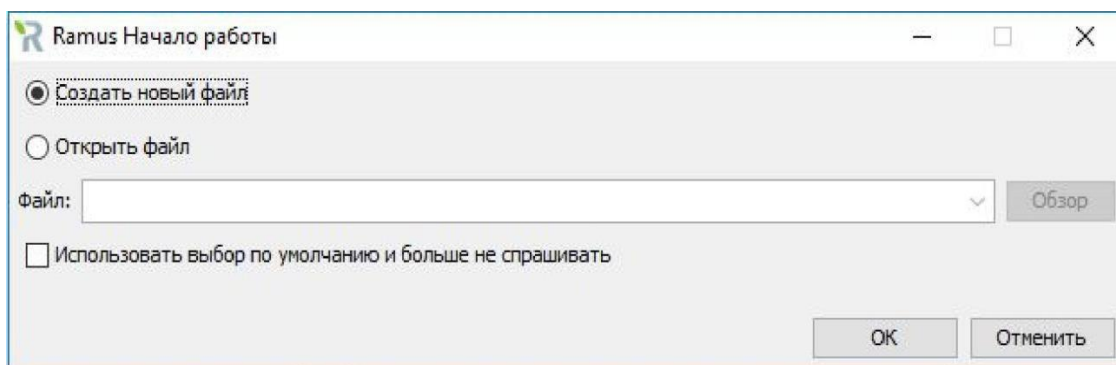 Ramus Начало работы
Создать новый файл
Открыть файл
Файл:
Обзор
Использовать выбор по умолчанию и больше не спрашивать
OK
Отменить